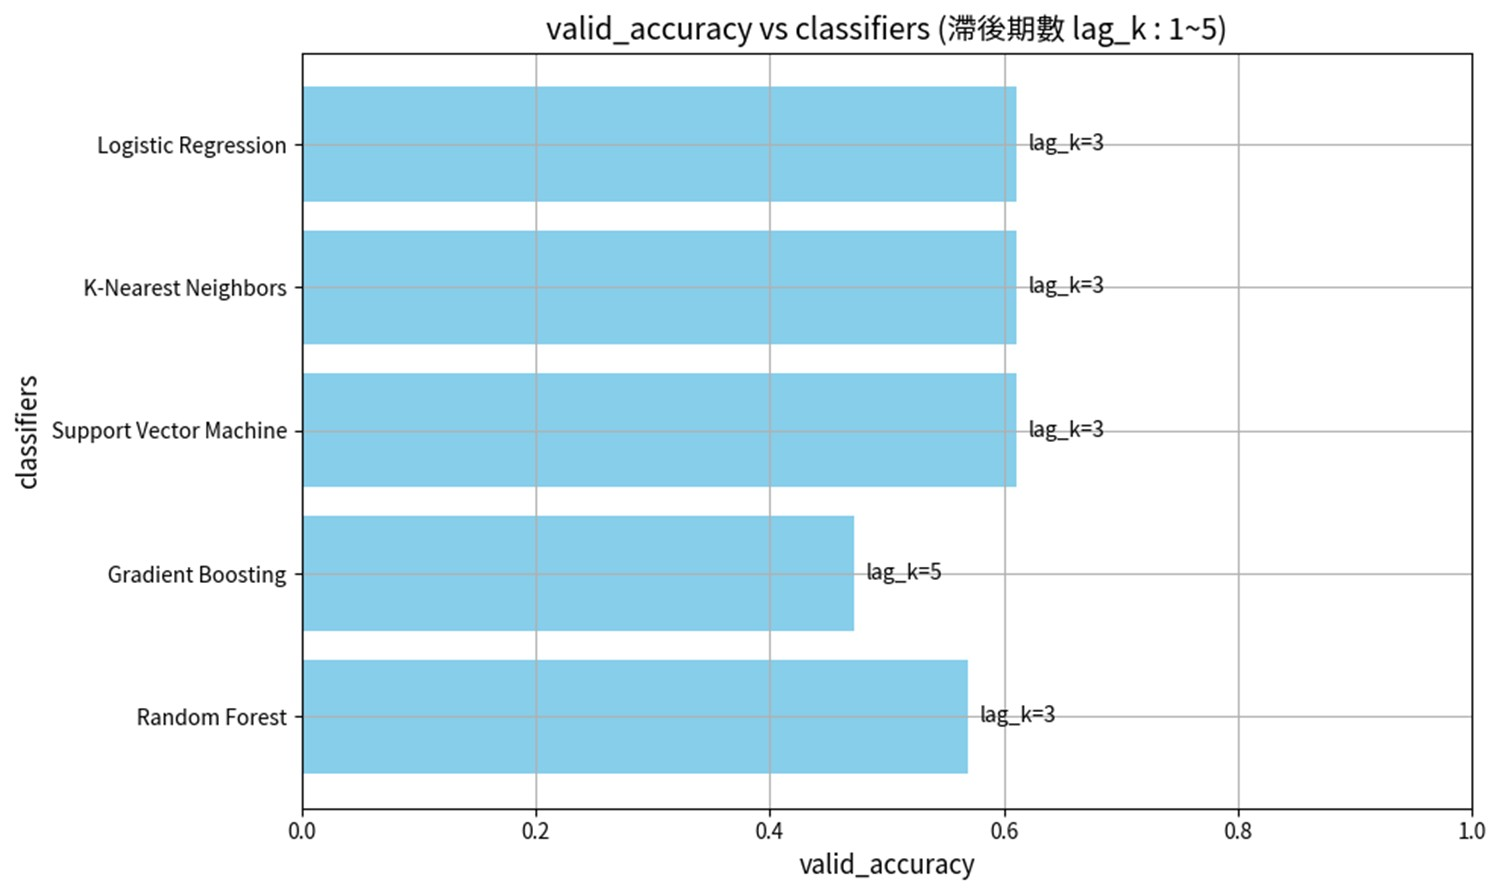 valid_accuracy vs classifiers (滯後期數 lag_k : 1~5)
classifiers
Logistic Regression
lag_k=3
K-Nearest Neighbors
lag_k=3
Support Vector Machine
lag_k=3
Gradient Boosting
lag_k=5
Random Forest
lag_k=3
0.0 0.2 0.4 0.6 0.8 1.0
valid_accuracy